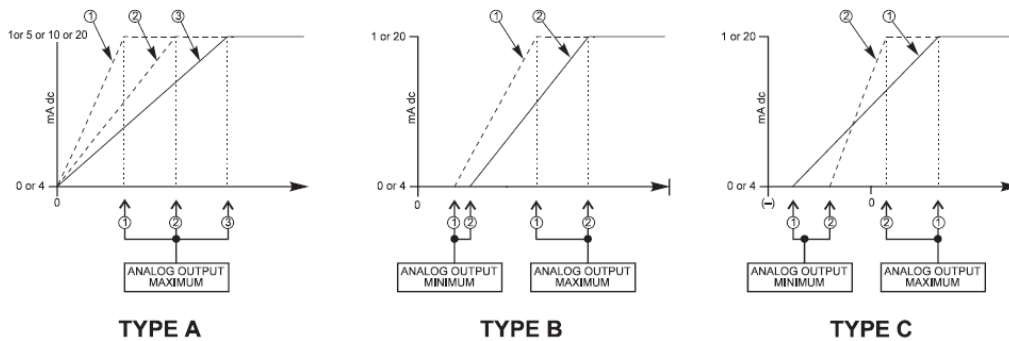 ① ② ③
1or 5 or 10 or 20
mA dc
0 or 4
0
① ② ③
ANALOG OUTPUT
MAXIMUM
TYPE A
① ②
1 or 20
mA dc
0 or 4
0
① ② ① ②
ANALOG OUTPUT
MINIMUM
ANALOG OUTPUT
MAXIMUM
TYPE B
② ①
1 or 20
mA dc
0 or 4
(–) 0
① ② ② ①
ANALOG OUTPUT
MINIMUM
ANALOG OUTPUT
MAXIMUM
TYPE C